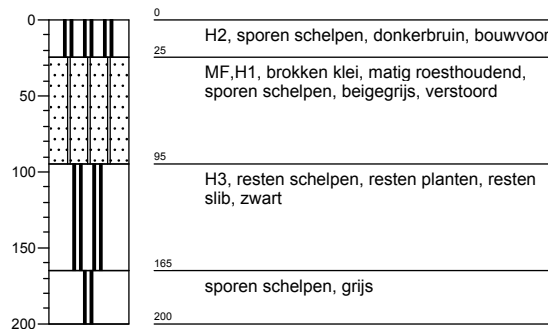 0
0
H2, sporen schelpen, donkerbruin, bouwvoor
25
MF,H1, brokken klei, matig roesthoudend,
sporen schelpen, beigegrijs, verstoord
50
95
100
H3, resten schelpen, resten planten, resten
slib, zwart
150
165
sporen schelpen, grijs
200
200